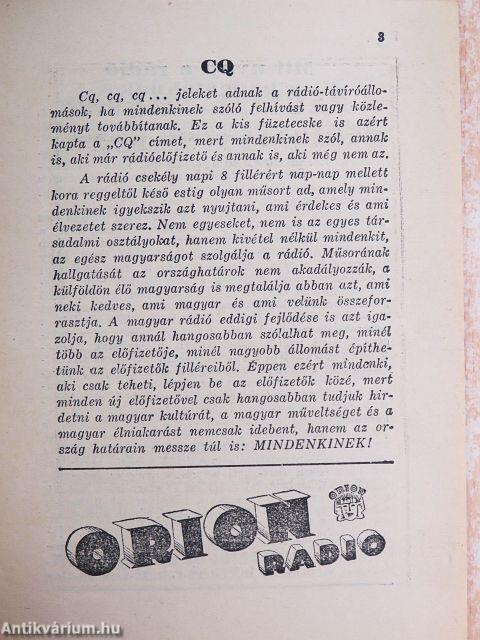 3
CQ
Cq, cq, cq... jeleket adnak a rádió-távíróállo-
mások, ha mindenkinek szóló felhívást vagy közle-
ményt továbbítanak. Ez a kis füzetecske is azért
kapta a „CQ" címet, mert mindenkinek szól, annak
is, aki már rádióelőfizető és annak is, aki még nem az.
A rádió csekély napi 8 fillérért nap-nap mellett
kora reggeltől késő estig olyan műsort ad, amely min-
denkinek igyekszik azt nyujtani, ami érdekes és ami
élvezetet szerez. Nem egyeseket, nem is az egyes tár-
sadalmi osztályokat, hanem kivétel nélkül mindenkit,
az egész magyarságot szolgálja a rádió. Műsorának
hallgatását az országhatárok nem akadályozzák, a
külföldön élő magyarság is megtalálja abban azt, ami
neki kedves, ami magyar és ami velünk összefor-
rasztja. A magyar rádió eddigi fejlődése is azt iga-
zolja, hogy annál hangosabban szólalhat meg, minél
több az előfizetője, minél nagyobb állomást építhe-
tünk az előfizetők filléreiből. Éppen ezért mindenki,
aki csak teheti, lépjen be az előfizetők közé, mert
minden új előfizetővel csak hangosabban tudjuk hir-
detni a magyar kultúrát, a magyar műveltséget és a
magyar élniakarást nemcsak idebent, hanem az or-
szág határain messze túl is: MINDENKINEK!
ORION
ORION
RÁDIO
Antikvárium.hu